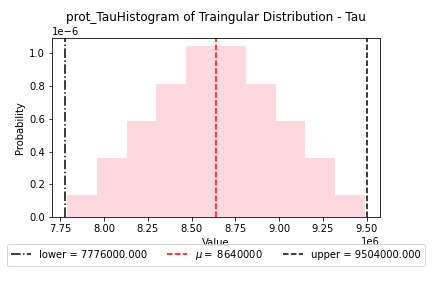 prot_TauHistogram of Traingular Distribution - Tau
1e−6
1.0
0.8
0.6
0.4
0.2
0.0
Probability
7.75 8.00 8.25 8.50 8.75 9.00 9.25 9.50
Value
1e6
lower = 7776000.000 μ = 8640000 upper = 9504000.000